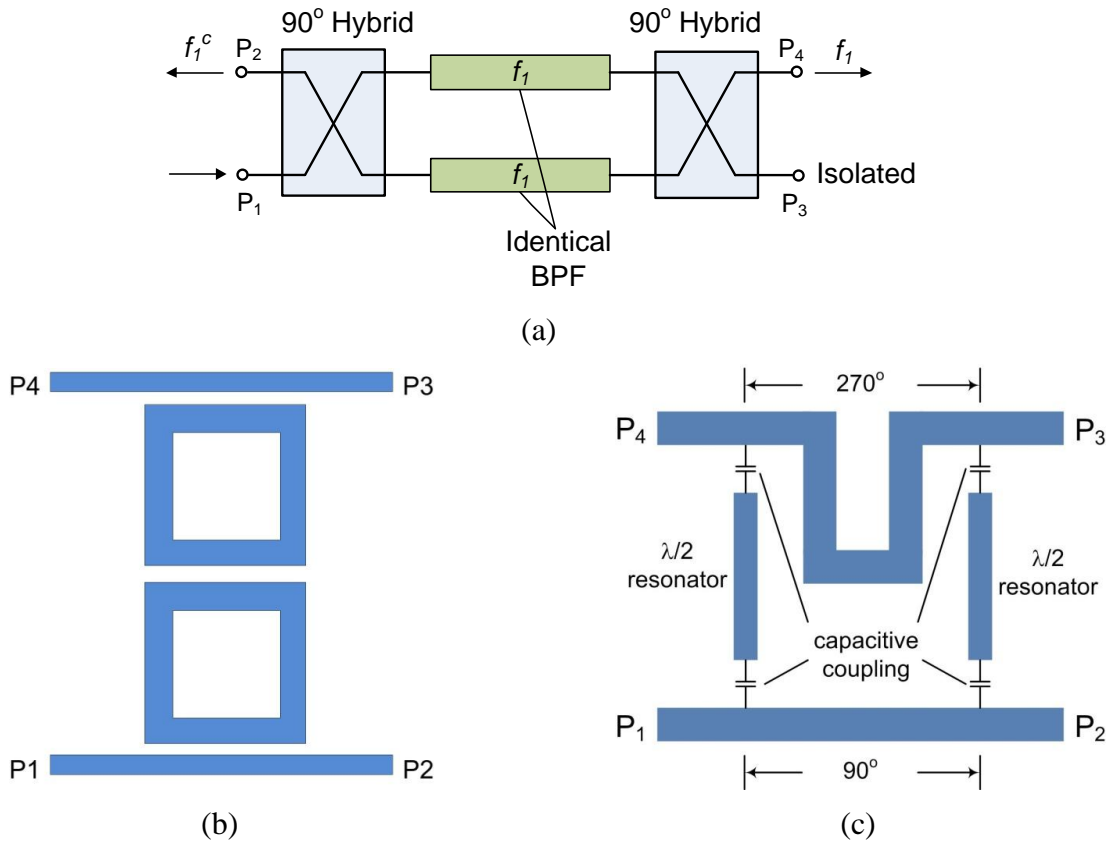 90° Hybrid
90° Hybrid
f₁ᶜ
P₂
f₁
P₄
f₁
P₁
f₁
P₃
Isolated
Identical
BPF
(a)
P4
P3
P1
P2
(b)
270°
P₄
P₃
λ/2
resonator
λ/2
resonator
capacitive
coupling
P₁
P₂
90°
(c)